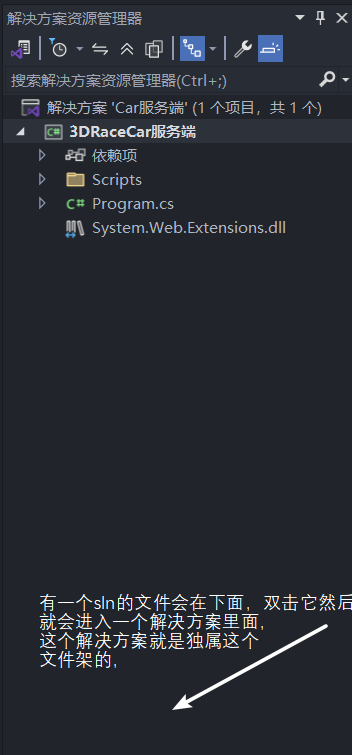 解决方案资源管理器
搜索解决方案资源管理器(Ctrl+;)
解决方案 'Car服务端' (1 个项目，共 1 个)
3DRaceCar服务端
依赖项
Scripts
Program.cs
System.Web.Extensions.dll
有一个sln的文件会在下面，双击它然后
就会进入一个解决方案里面，
这个解决方案就是独属这个
文件架的，